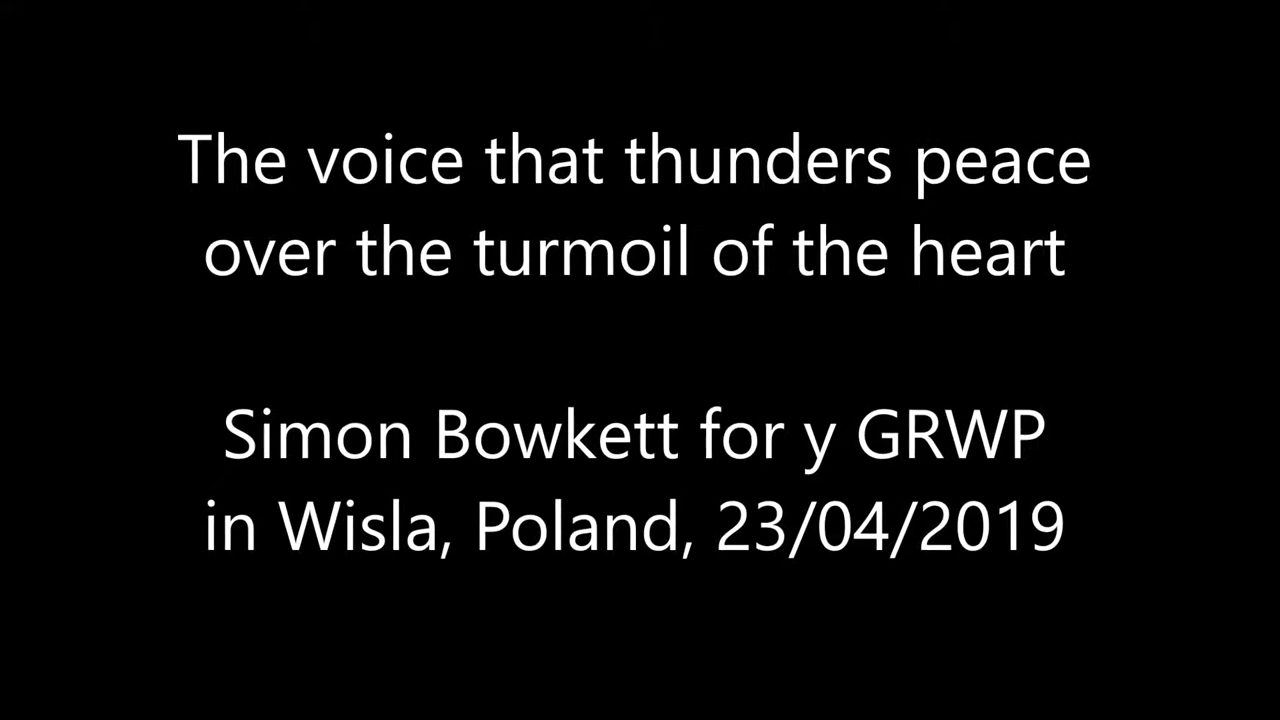 The voice that thunders peace
over the turmoil of the heart
Simon Bowkett for y GRWP
in Wisla, Poland, 23/04/2019